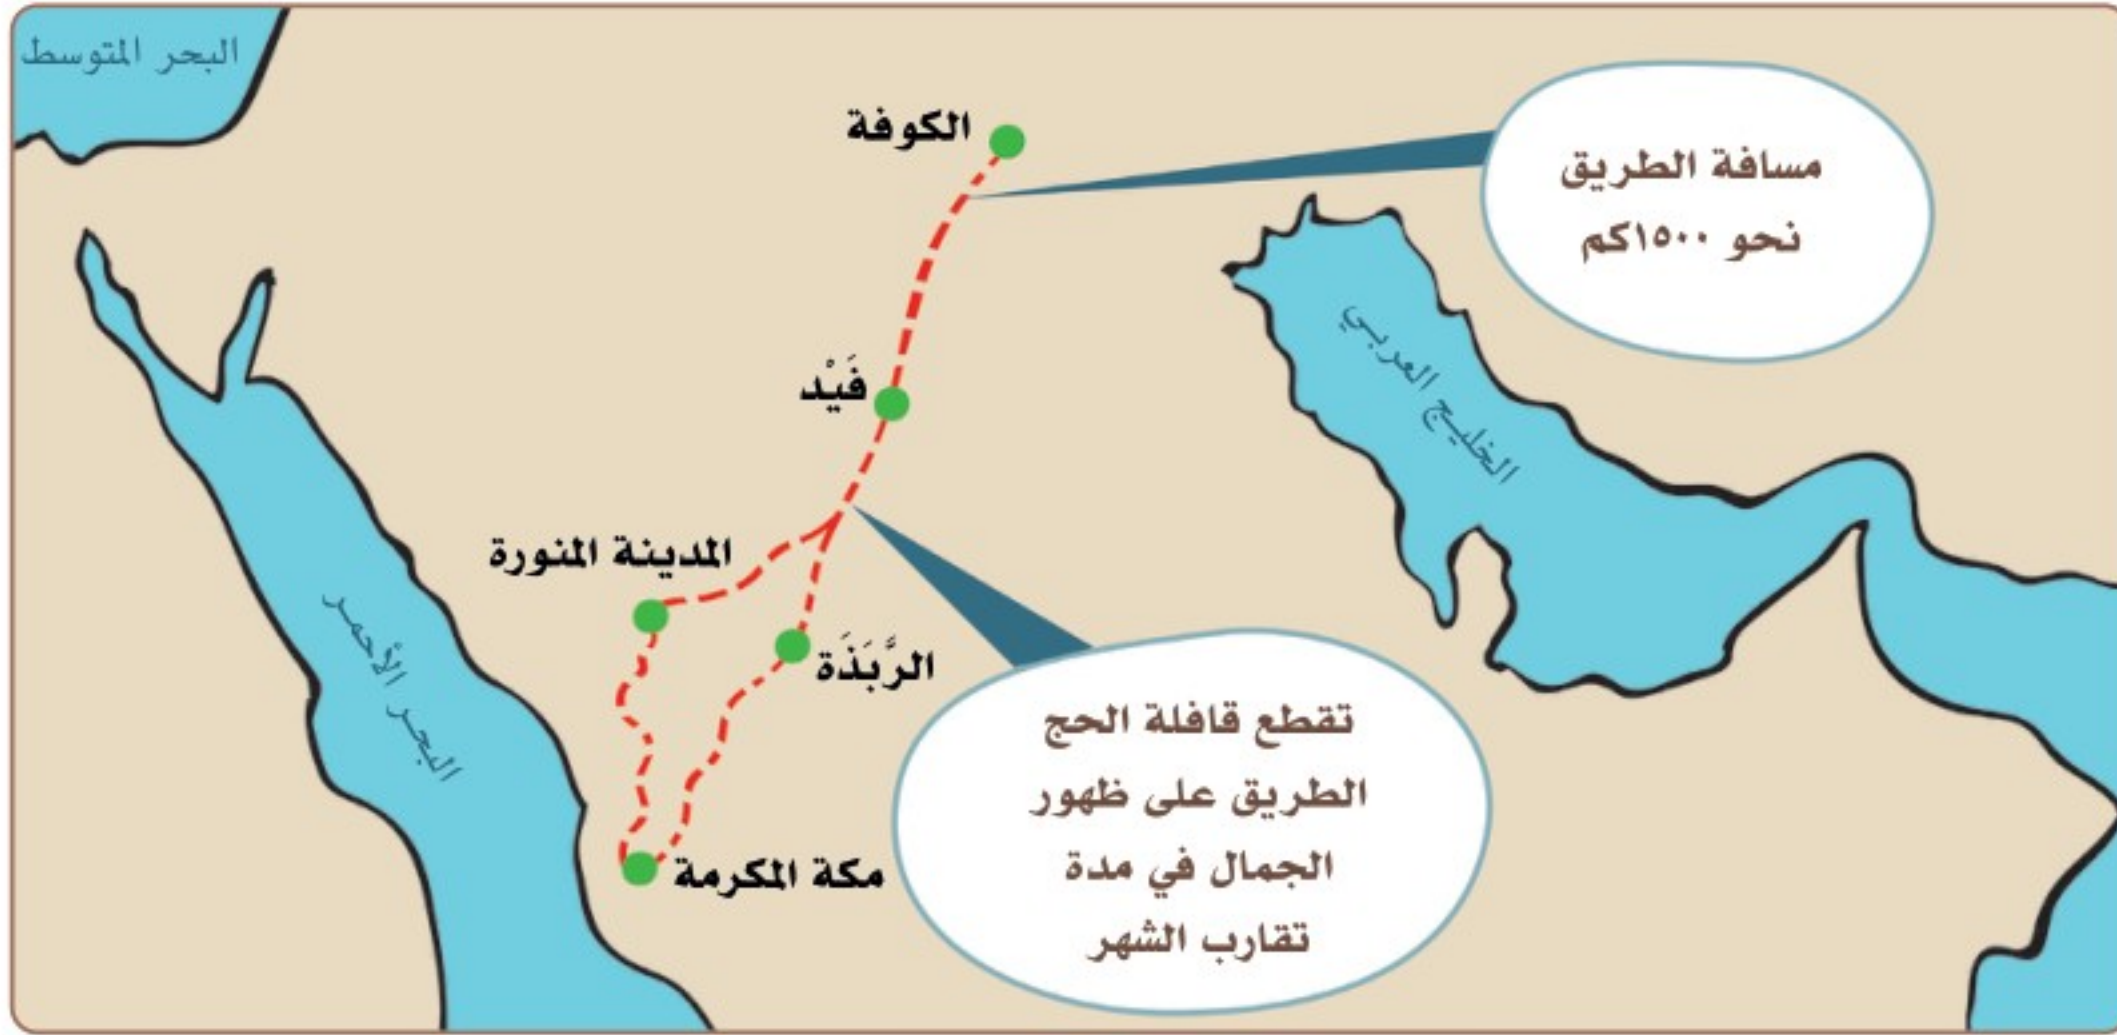 البحر المتوسط
الكوفة
مسافة الطريق
نحو ١٥٠٠كم
الخليج العربي
فَيْد
المدينة المنورة
الرَّبَذَة
البحر الأحمر
تقطع قافلة الحج
الطريق على ظهور
الجمال في مدة
تقارب الشهر
مكة المكرمة